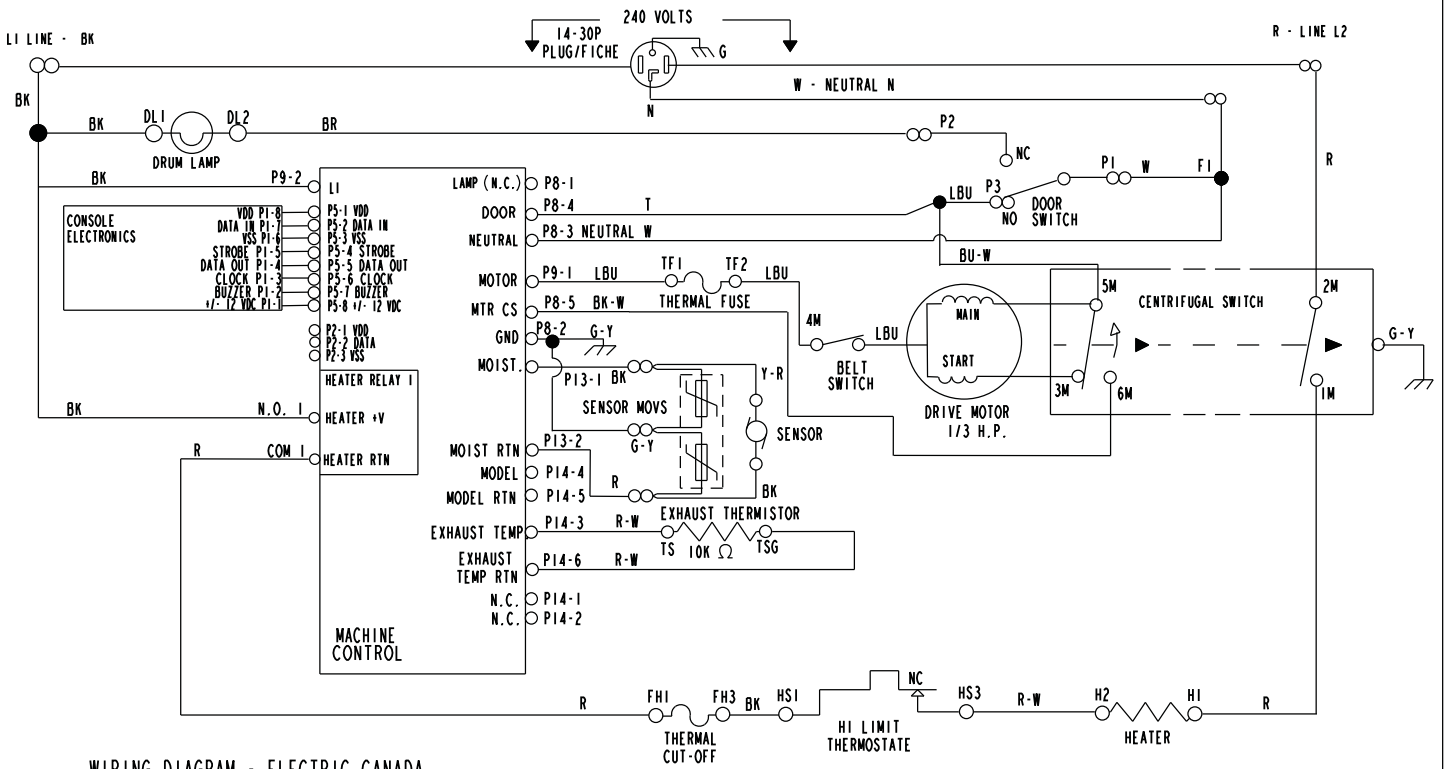 240 VOLTS
L1 LINE - BK
14-30P
PLUG/FICHE
G
R - LINE L2
W - NEUTRAL N
N
BK
BK
DL1
DL2
BR
P2
DRUM LAMP
NC
P1
W
F1
R
BK
P9-2
L1
LAMP (N.C.)
P8-1
LBU
P3
NO
DOOR
SWITCH
CONSOLE
ELECTRONICS
VDD P1-8
P5-1 VDD
DATA IN P1-7
P5-2 DATA IN
VSS P1-6
P5-3 VSS
STROBE P1-5
P5-4 STROBE
DATA OUT P1-4
P5-5 DATA OUT
CLOCK P1-3
P5-6 CLOCK
BUZZER P1-2
P5-7 BUZZER
+/- 12 VDC P1-1
P5-8 +/- 12 VDC
DOOR
P8-4
T
NEUTRAL
P8-3 NEUTRAL W
BU-W
MOTOR
P9-1
LBU
TF1
TF2
LBU
THERMAL FUSE
5M
CENTRIFUGAL SWITCH
2M
MTR CS
P8-5
BK-W
MAIN
4M
LBU
P2-1 VDD
P2-2 DATA
P2-3 VSS
GND
P8-2
G-Y
G-Y
START
BELT
SWITCH
MOIST.
P13-1 BK
Y-R
3M
6M
1M
HEATER RELAY 1
BK
N.O. 1
HEATER +V
SENSOR MOVS
DRIVE MOTOR
1/3 H.P.
SENSOR
G-Y
R
COM 1
HEATER RTN
MOIST RTN
P13-2
MODEL
P14-4
R
MODEL RTN
P14-5
BK
EXHAUST THERMISTOR
EXHAUST TEMP
P14-3
R-W
TS
10K Ω
TSG
EXHAUST
TEMP RTN
P14-6
R-W
N.C.
P14-1
N.C.
P14-2
MACHINE
CONTROL
R
FH1
FH3
BK
HS1
NC
HS3
R-W
H2
H1
R
THERMAL
CUT-OFF
HI LIMIT
THERMOSTATE
HEATER
WIRING DIAGRAM - ELECTRIC CANADA